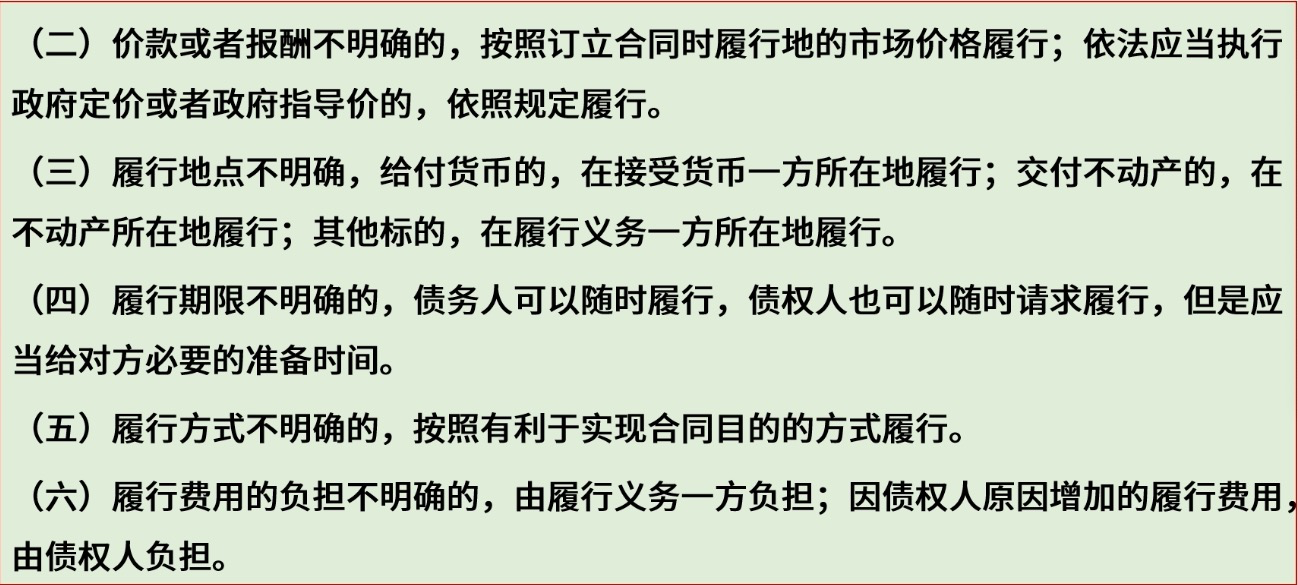 （二）价款或者报酬不明确的，按照订立合同时履行地的市场价格履行；依法应当执行
政府定价或者政府指导价的，依照规定履行。
（三）履行地点不明确，给付货币的，在接受货币一方所在地履行；交付不动产的，在
不动产所在地履行；其他标的，在履行义务一方所在地履行。
（四）履行期限不明确的，债务人可以随时履行，债权人也可以随时请求履行，但是应
当给对方必要的准备时间。
（五）履行方式不明确的，按照有利于实现合同目的的方式履行。
（六）履行费用的负担不明确的，由履行义务一方负担；因债权人原因增加的履行费用，
由债权人负担。